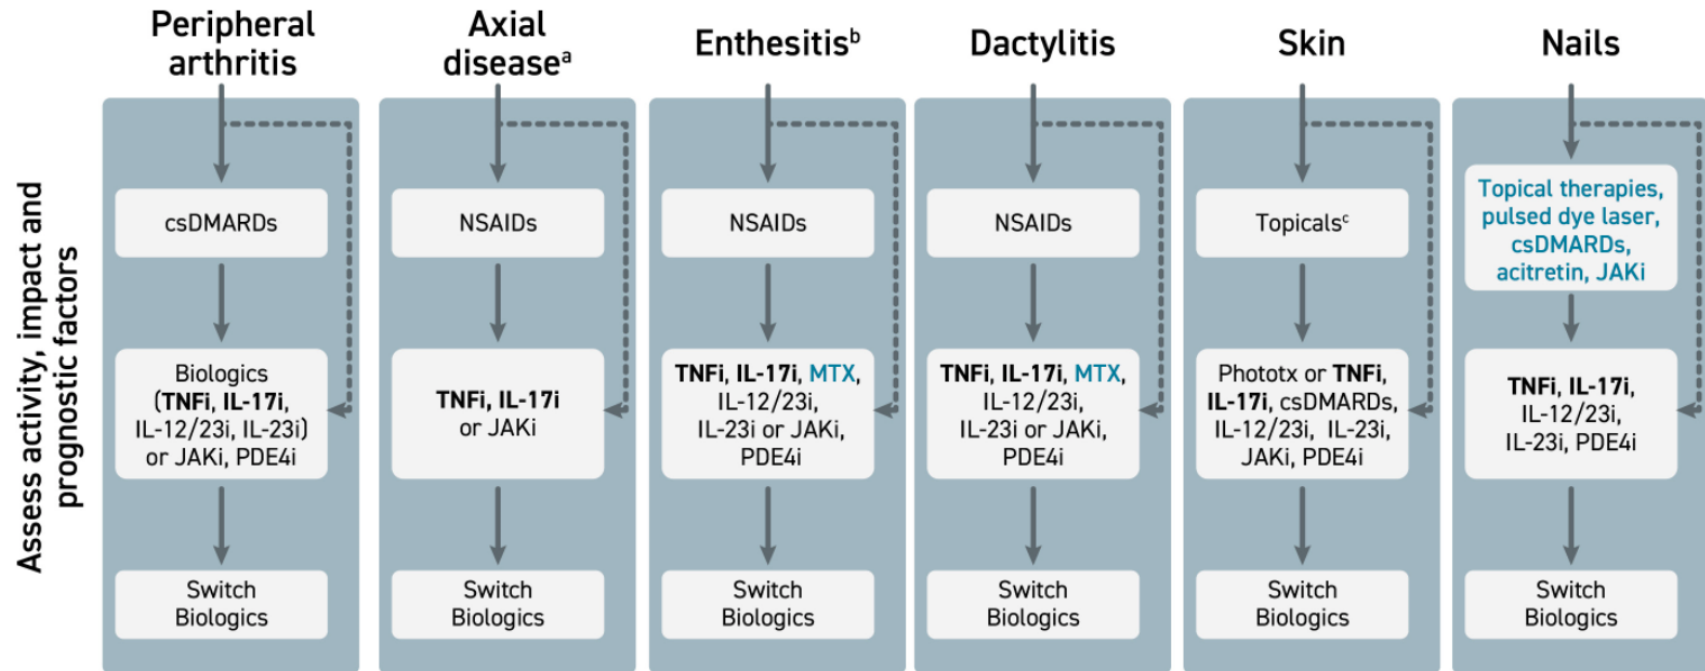 Assess activity, impact and
prognostic factors
Peripheral
arthritis
csDMARDs
Biologics
(TNFi, IL-17i,
IL-12/23i, IL-23i)
or JAKi, PDE4i
Switch
Biologics
Axial
diseaseᵃ
NSAIDs
TNFi, IL-17i
or JAKi
Switch
Biologics
Enthesitisᵇ
NSAIDs
TNFi, IL-17i, MTX,
IL-12/23i,
IL-23i or JAKi,
PDE4i
Switch
Biologics
Dactylitis
NSAIDs
TNFi, IL-17i, MTX,
IL-12/23i,
IL-23i or JAKi,
PDE4i
Switch
Biologics
Skin
Topicalsᶜ
Phototx or TNFi,
IL-17i, csDMARDs,
IL-12/23i, IL-23i,
JAKi, PDE4i
Switch
Biologics
Nails
Topical therapies,
pulsed dye laser,
csDMARDs,
acitretin, JAKi
TNFi, IL-17i,
IL-12/23i,
IL-23i, PDE4i
Switch
Biologics